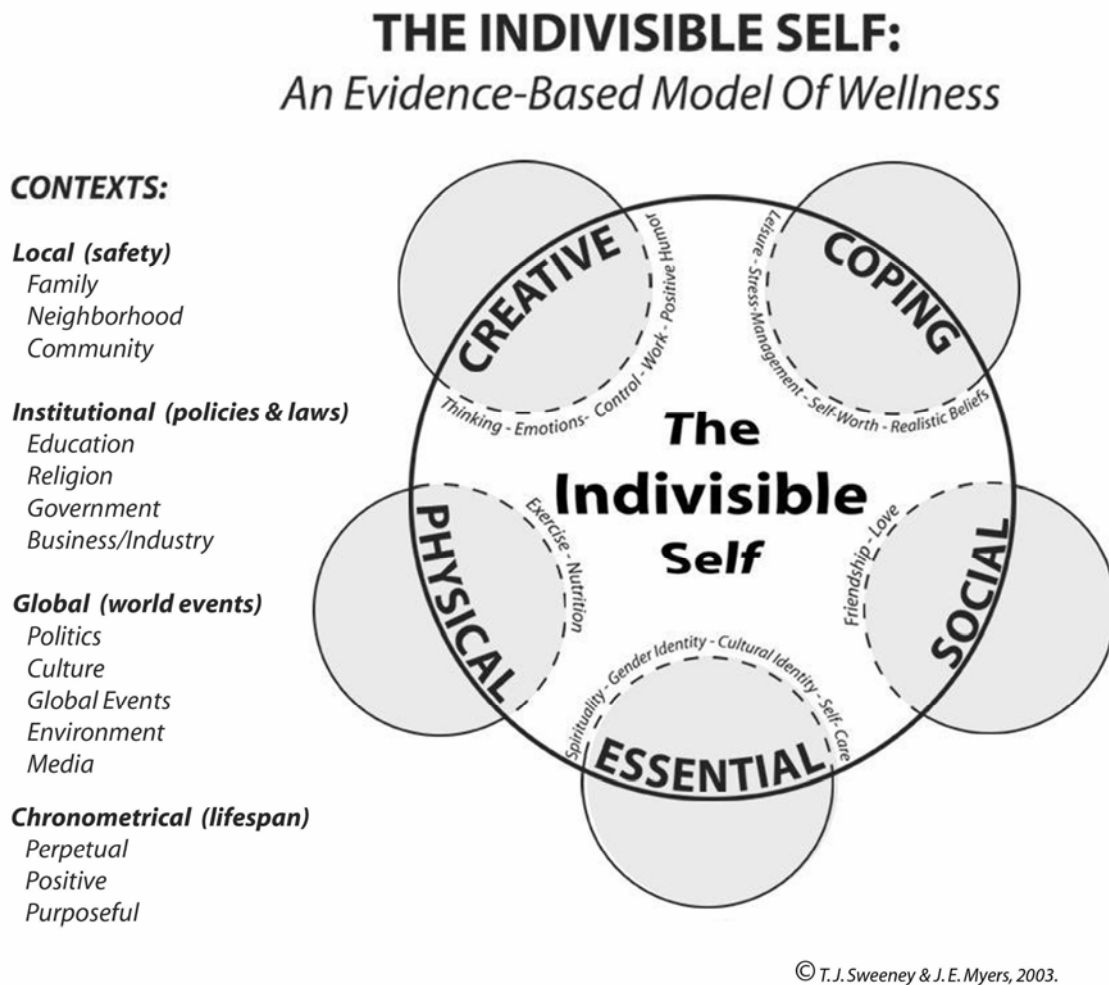 THE INDIVISIBLE SELF:
An Evidence-Based Model Of Wellness
CONTEXTS:
Local (safety)
Family
Neighborhood
Community
Institutional (policies & laws)
Education
Religion
Government
Business/Industry
Global (world events)
Politics
Culture
Global Events
Environment
Media
Chronometrical (lifespan)
Perpetual
Positive
Purposeful
CREATIVE
Thinking - Emotions- Control - Work - Positive Humor
COPING
Leisure - Stress-Management - Self-Worth - Realistic Beliefs
The
Indivisible
Self
PHYSICAL
Exercise - Nutrition
SOCIAL
Friendship - Love
Spirituality - Gender Identity - Cultural Identity - Self- Care
ESSENTIAL
© T. J. Sweeney & J. E. Myers, 2003.